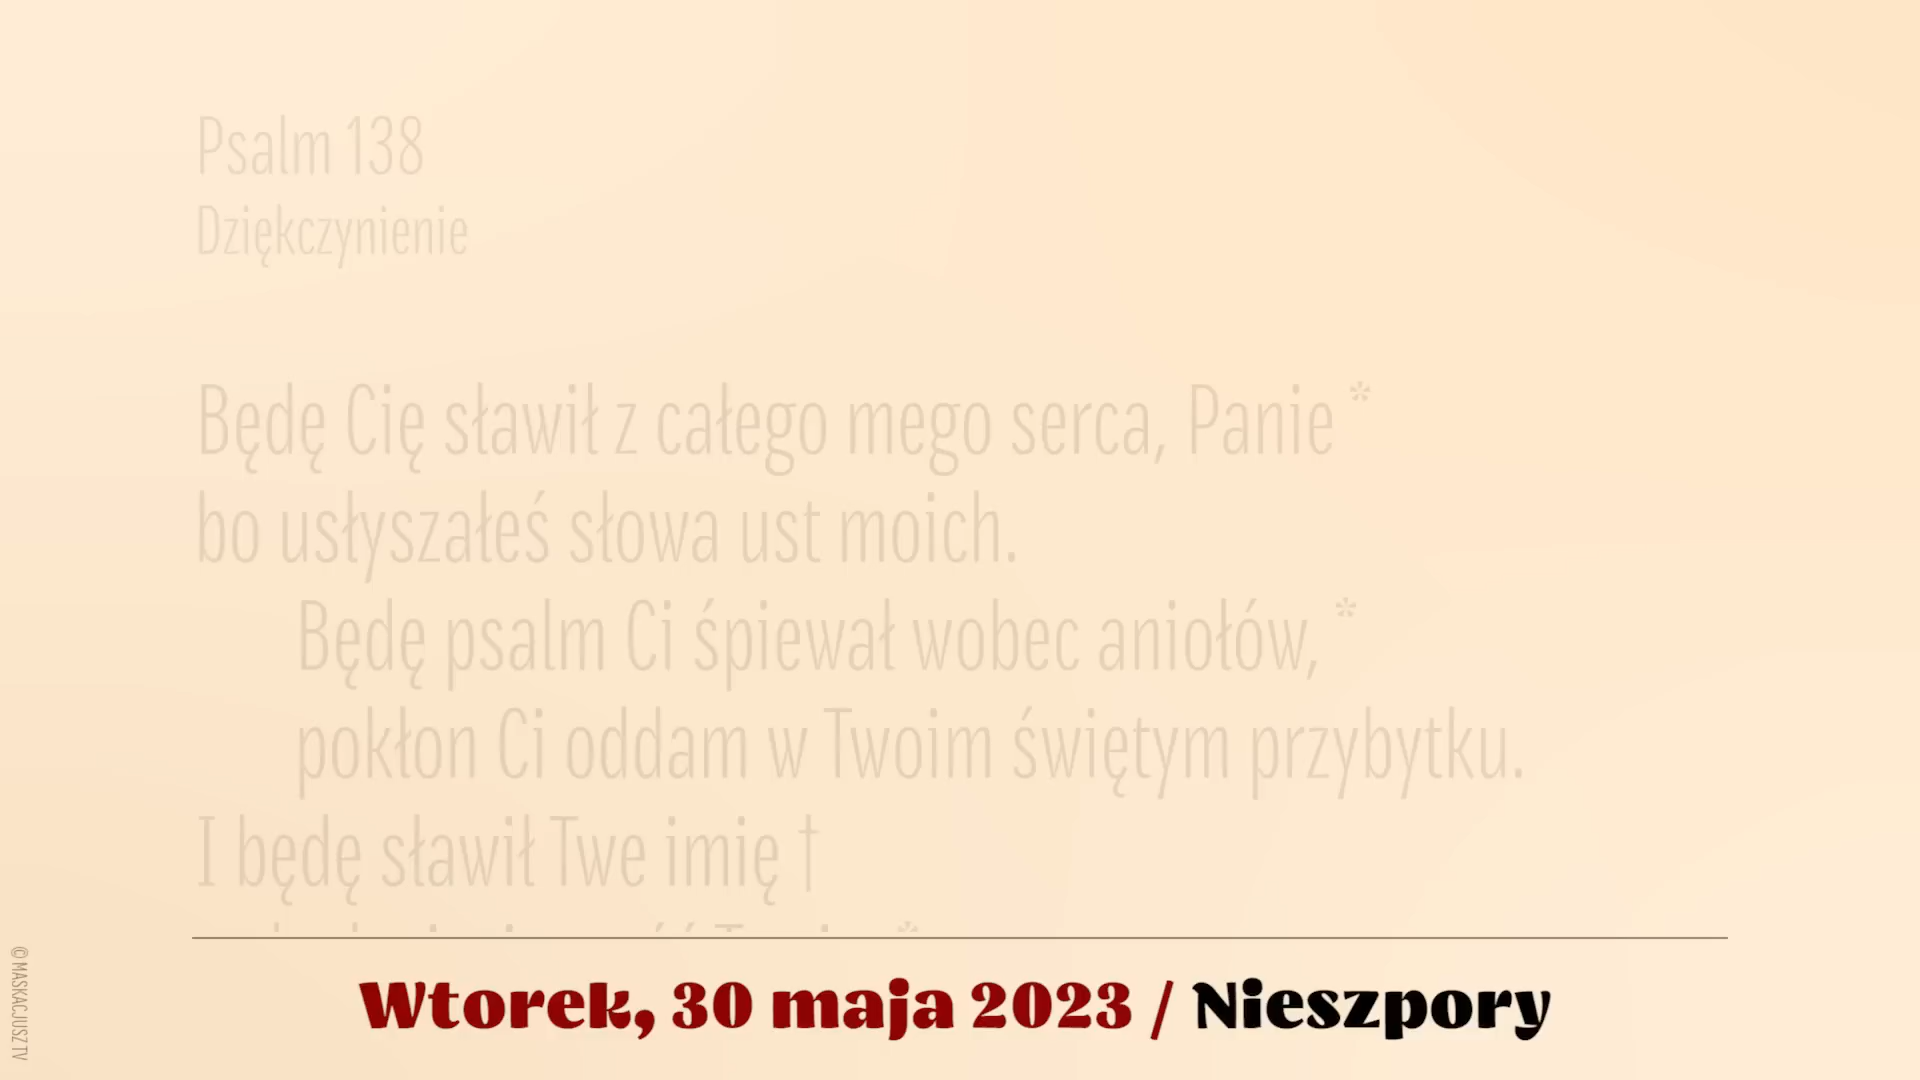 Psalm 138
Dziękczynienie
Będę Cię sławił z całego mego serca, Panie *
bo usłyszałeś słowa ust moich.
Będę psalm Ci śpiewał wobec aniołów, *
pokłon Ci oddam w Twoim świętym przybytku.
I będę sławił Twe imię †
Wtorek, 30 maja 2023 / Nieszpory
© MASKACJUSZ TV